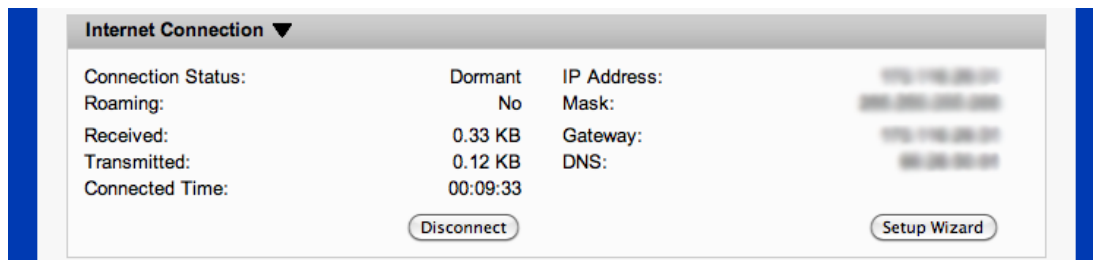 Internet Connection ▼
Connection Status: Dormant IP Address:
Roaming: No Mask:
Received: 0.33 KB Gateway:
Transmitted: 0.12 KB DNS:
Connected Time: 00:09:33
Disconnect Setup Wizard